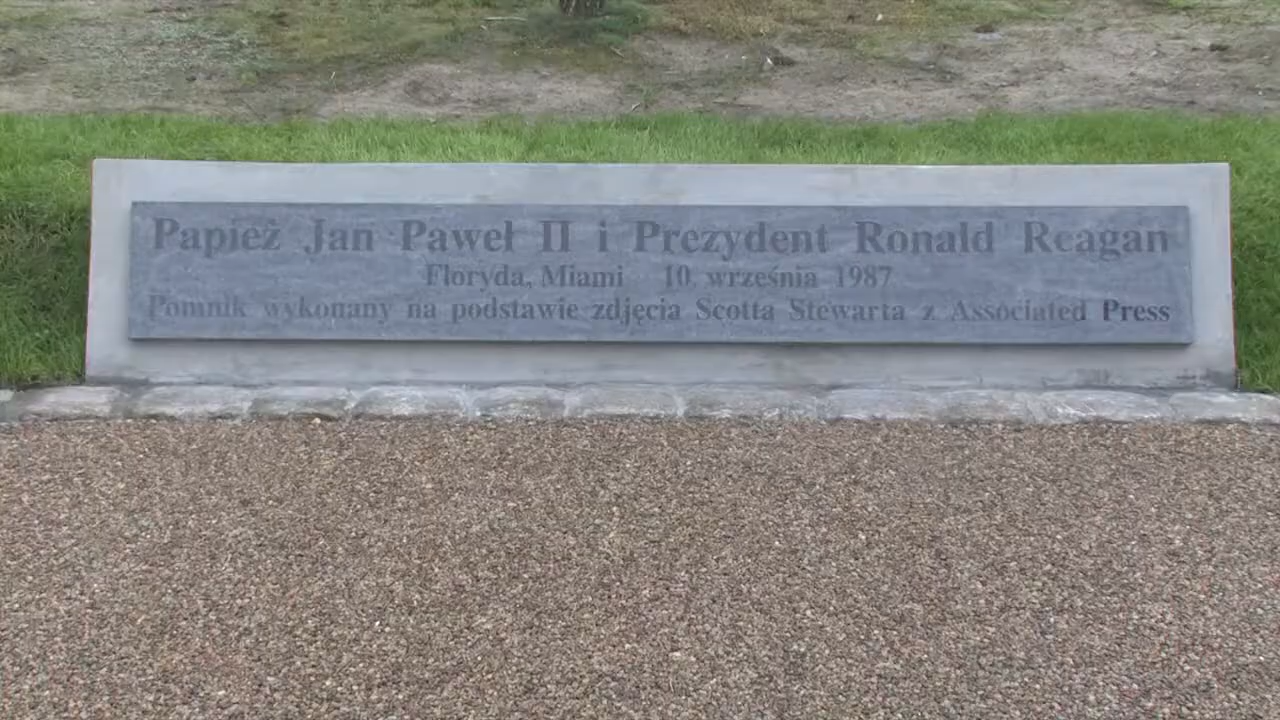 Papież Jan Paweł II i Prezydent Ronald Reagan
Floryda, Miami 10. września 1987
Pomnik wykonany na podstawie zdjęcia Scotta Stewarta z Associated Press